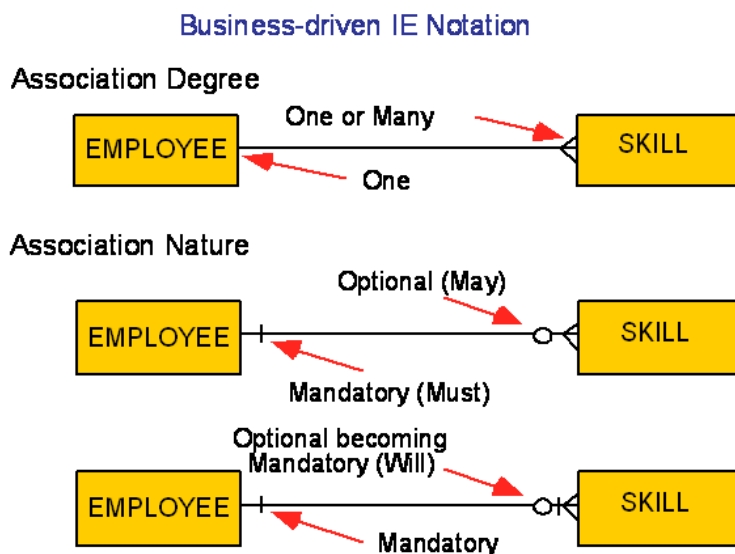 Business-driven IE Notation
Association Degree
One or Many
EMPLOYEE
SKILL
One
Association Nature
Optional (May)
EMPLOYEE
SKILL
Mandatory (Must)
Optional becoming
Mandatory (Will)
EMPLOYEE
SKILL
Mandatory